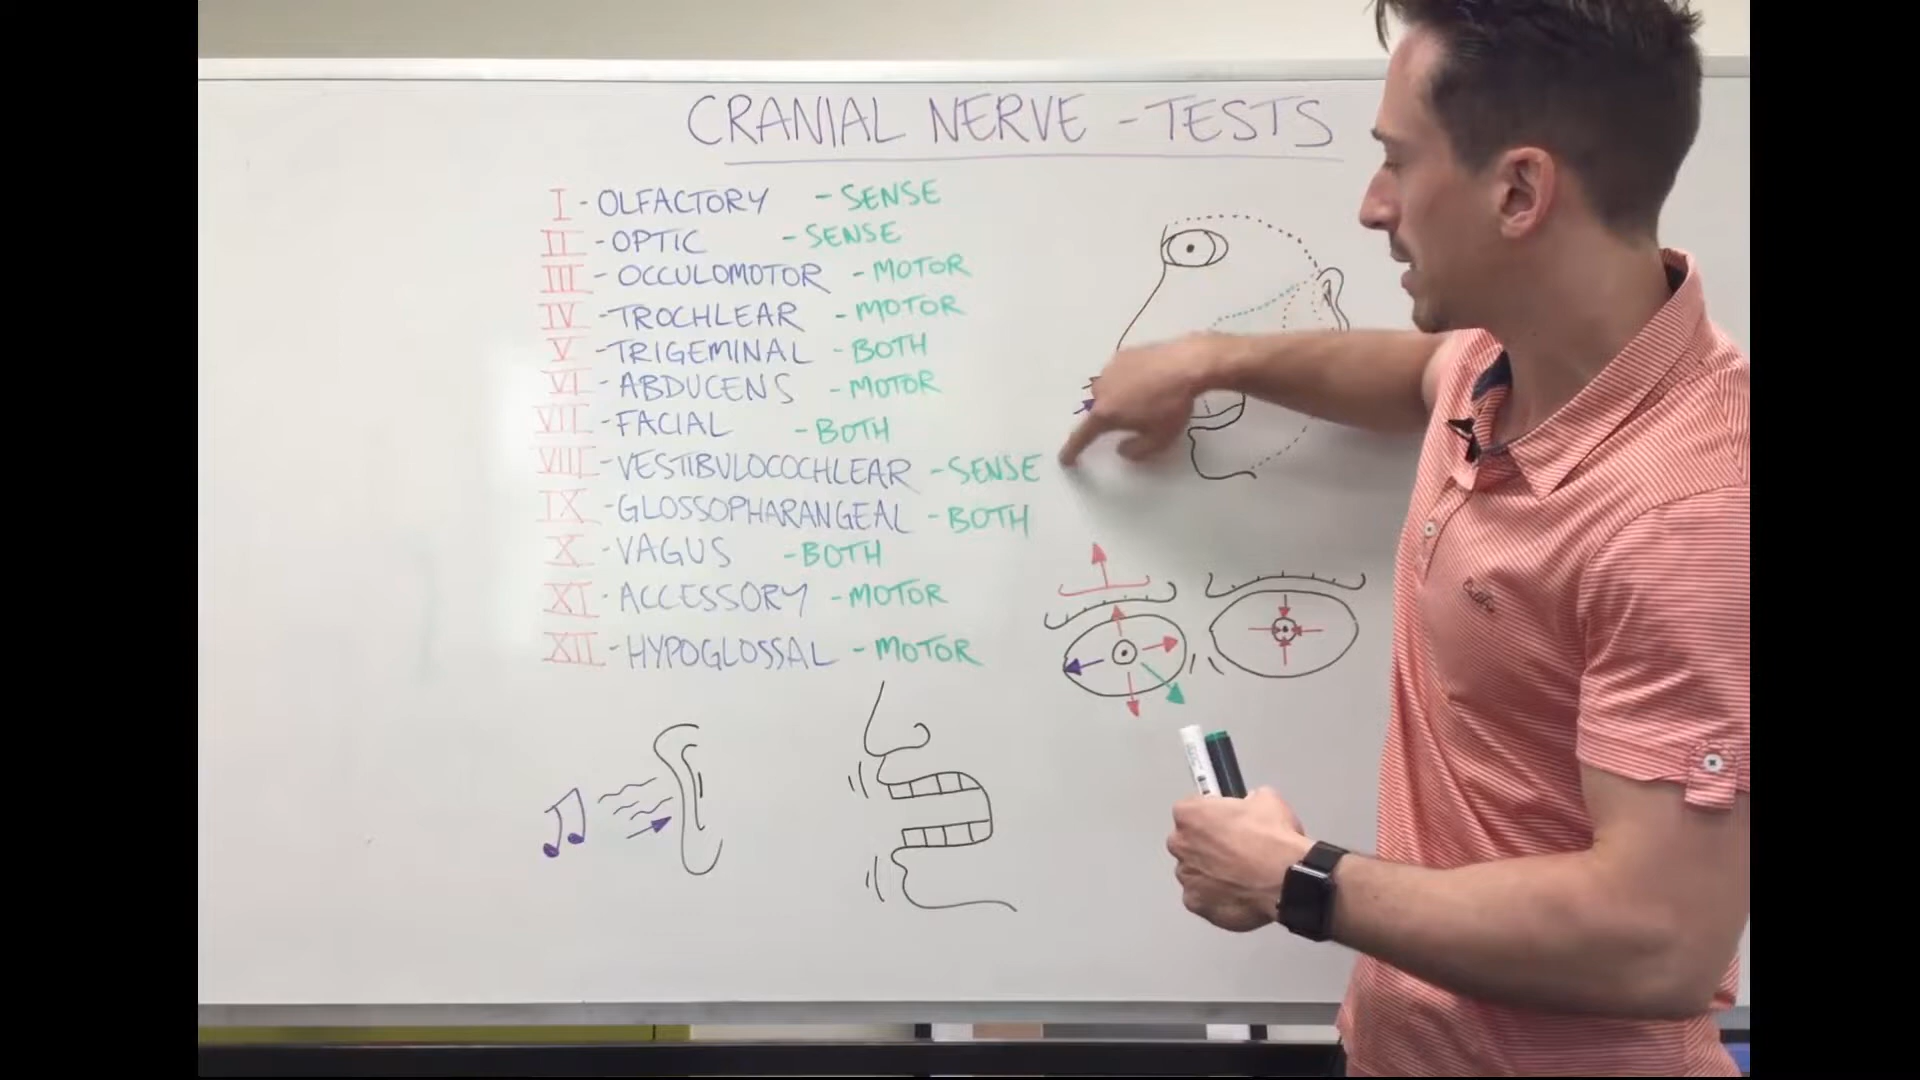 CRANIAL NERVE - TESTS
I - OLFACTORY - SENSE
II - OPTIC - SENSE
III - OCCULOMOTOR - MOTOR
IV - TROCHLEAR - MOTOR
V - TRIGEMINAL - BOTH
VI - ABDUCENS - MOTOR
VII - FACIAL - BOTH
VIII - VESTIBULOCOCHLEAR - SENSE
IX - GLOSSOPHARANGEAL - BOTH
X - VAGUS - BOTH
XI - ACCESSORY - MOTOR
XII - HYPOGLOSSAL - MOTOR